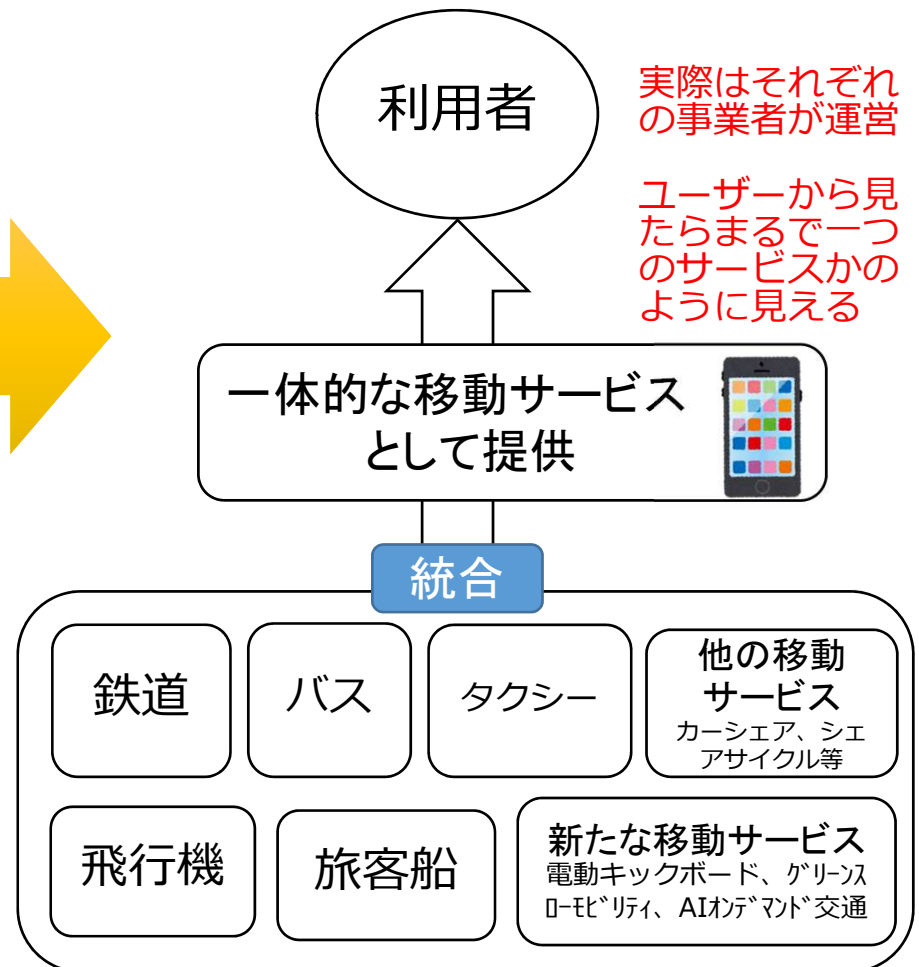 利用者
実際はそれぞれ
の事業者が運営
ユーザーから見
たらまるで一つ
のサービスかの
ように見える
一体的な移動サービス
として提供
統合
鉄道
バス
タクシー
他の移動
サービス
カーシェア、シェ
アサイクル等
飛行機
旅客船
新たな移動サービス
電動キックボード、グリーンス
ローモビリティ、AIオンデマンド交通